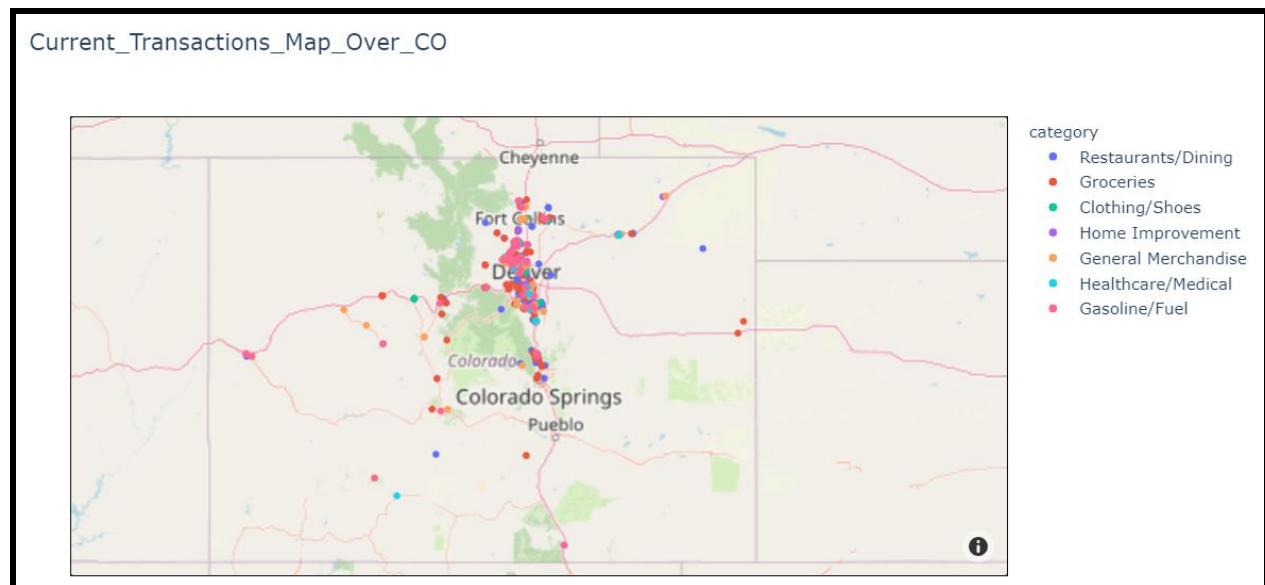 Current_Transactions_Map_Over_CO
Cheyenne
Fort Collins
Denver
Colorado
Colorado Springs
Pueblo
category
Restaurants/Dining
Groceries
Clothing/Shoes
Home Improvement
General Merchandise
Healthcare/Medical
Gasoline/Fuel